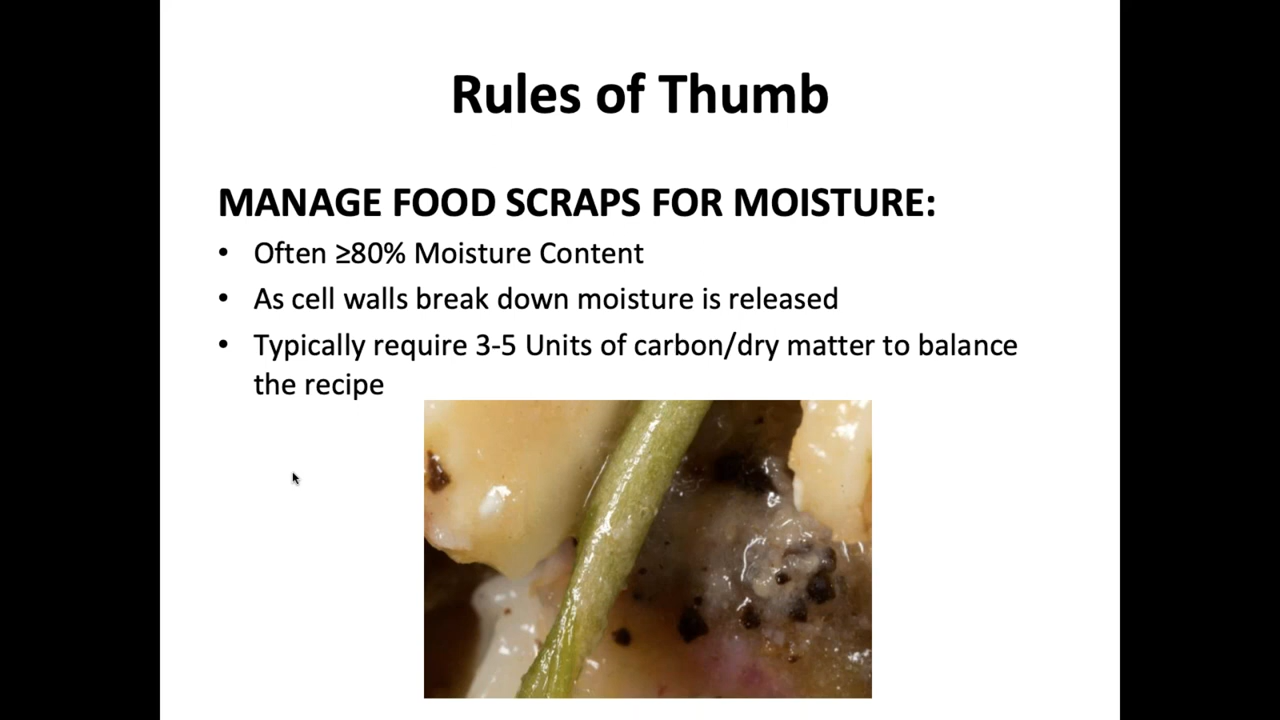 Rules of Thumb
MANAGE FOOD SCRAPS FOR MOISTURE:
• Often ≥80% Moisture Content
• As cell walls break down moisture is released
• Typically require 3-5 Units of carbon/dry matter to balance
the recipe